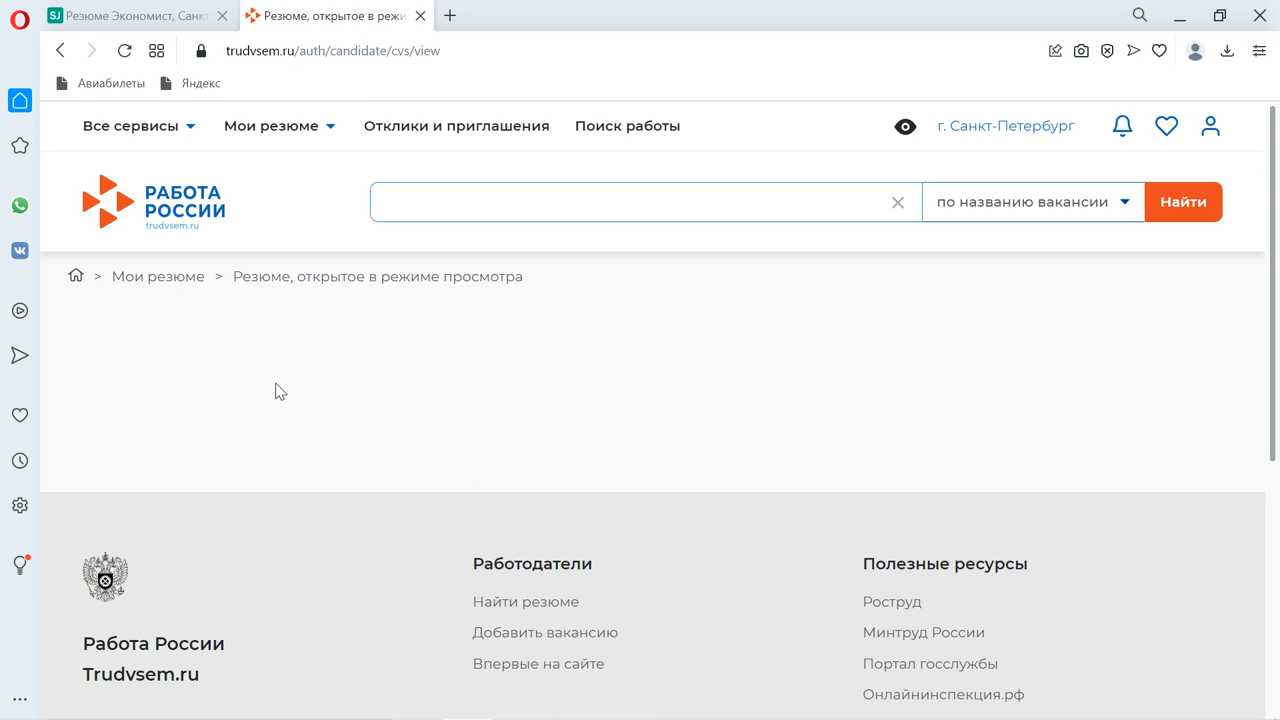 Резюме Экономист, Санкт
Резюме, открытое в режи
trudvsem.ru/auth/candidate/cvs/view
Авиабилеты
Яндекс
Все сервисы
Мои резюме
Отклики и приглашения
Поиск работы
г. Санкт-Петербург
РАБОТА
РОССИИ
trudvsem.ru
по названию вакансии
Найти
> Мои резюме > Резюме, открытое в режиме просмотра
Работа России
Trudvsem.ru
Работодатели
Найти резюме
Добавить вакансию
Впервые на сайте
Полезные ресурсы
Роструд
Минтруд России
Портал госслужбы
Онлайнинспекция.рф